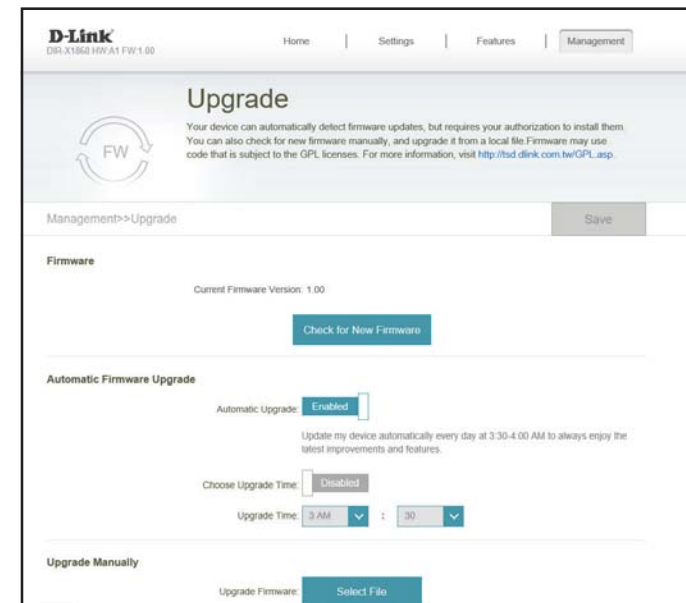 D-Link
DIR-X1860 HW:A1 FW:1.00
Home | Settings | Features | Management
Upgrade
Your device can automatically detect firmware updates, but requires your authorization to install them.
You can also check for new firmware manually, and upgrade it from a local file.Firmware may use
code that is subject to the GPL licenses. For more information, visit http://tsd.dlink.com.tw/GPL.asp.
FW
Management>>Upgrade
Save
Firmware
Current Firmware Version: 1.00
Check for New Firmware
Automatic Firmware Upgrade
Automatic Upgrade: Enabled
Update my device automatically every day at 3:30-4:00 AM to always enjoy the
latest improvements and features.
Choose Upgrade Time: Disabled
Upgrade Time: 3 AM : 30
Upgrade Manually
Upgrade Firmware: Select File